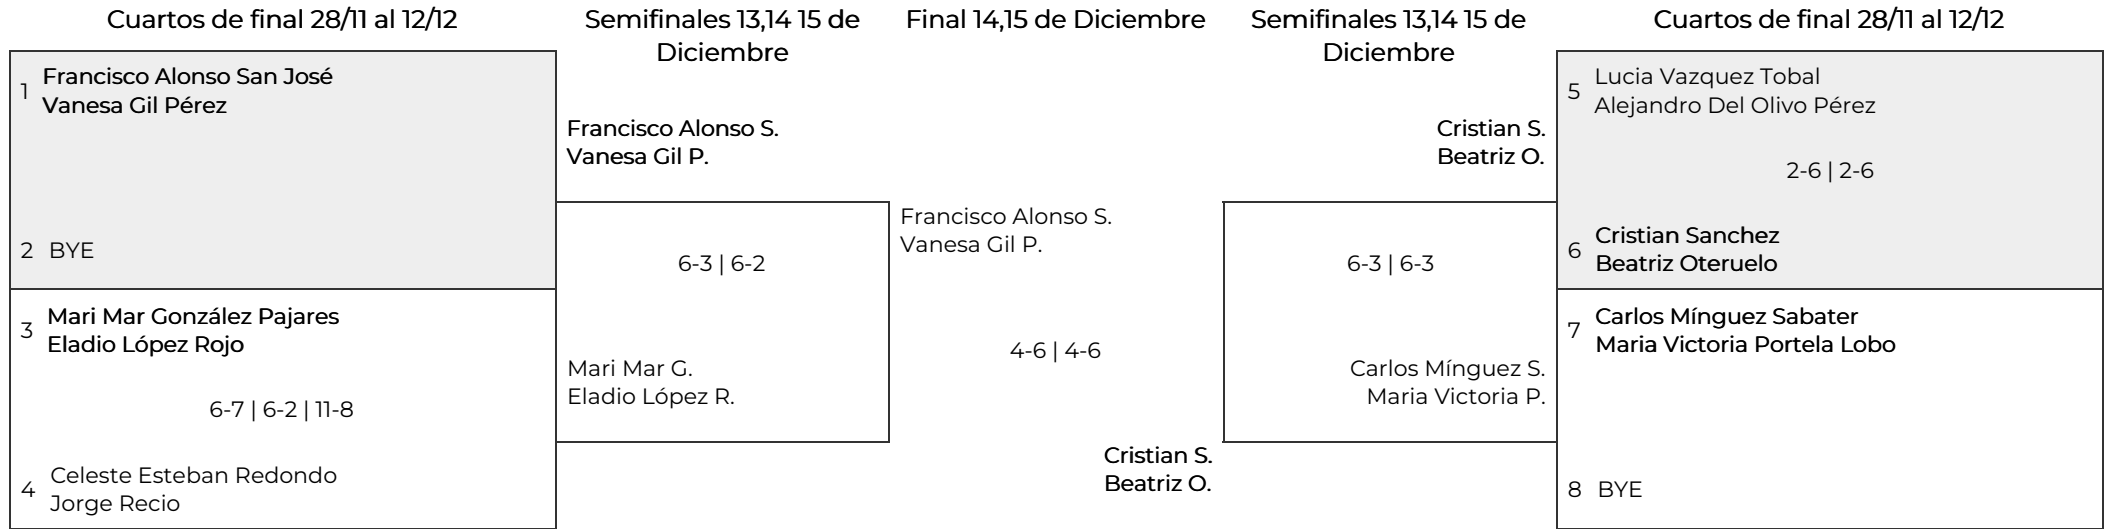 Cuartos de final 28/11 al 12/12
Semifinales 13,14 15 de
Diciembre
Final 14,15 de Diciembre
Semifinales 13,14 15 de
Diciembre
Cuartos de final 28/11 al 12/12
1
Francisco Alonso San José
Vanesa Gil Pérez
2 BYE
3
Mari Mar González Pajares
Eladio López Rojo
6-7 | 6-2 | 11-8
4
Celeste Esteban Redondo
Jorge Recio
Francisco Alonso S.
Vanesa Gil P.
6-3 | 6-2
Mari Mar G.
Eladio López R.
Francisco Alonso S.
Vanesa Gil P.
4-6 | 4-6
Cristian S.
Beatriz O.
Cristian S.
Beatriz O.
6-3 | 6-3
Carlos Mínguez S.
Maria Victoria P.
5
Lucia Vazquez Tobal
Alejandro Del Olivo Pérez
2-6 | 2-6
6
Cristian Sanchez
Beatriz Oteruelo
7
Carlos Mínguez Sabater
Maria Victoria Portela Lobo
8 BYE